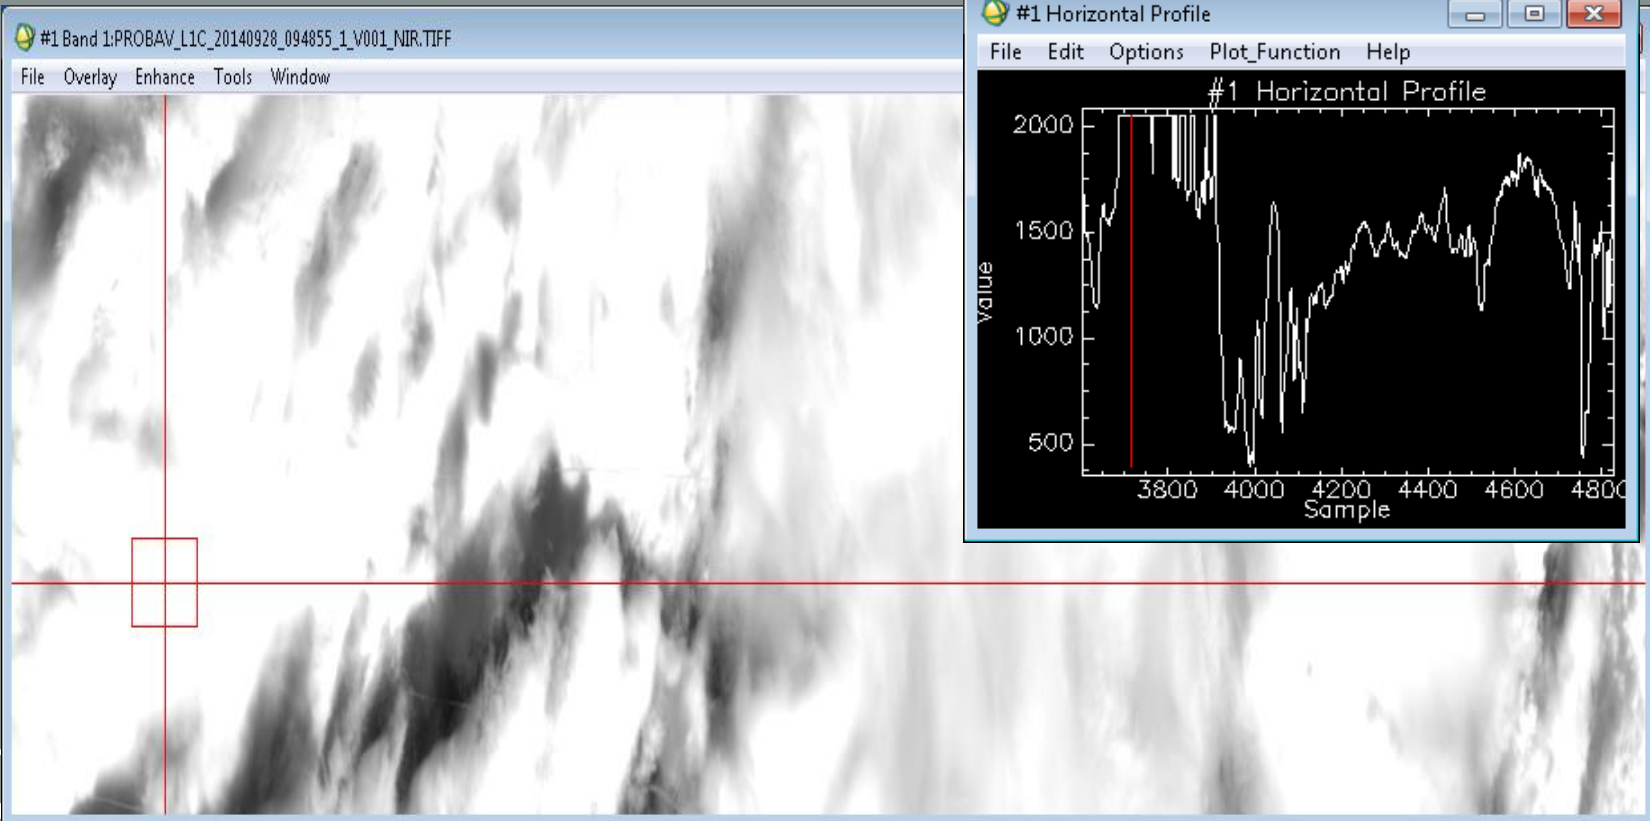 #1 Band 1:PROBAV_L1C_20140928_094855_1_V001_NIR.TIFF
File Overlay Enhance Tools Window
#1 Horizontal Profile
File Edit Options Plot_Function Help
#1 Horizontal Profile
2000
1500
1000
500
Value
3800 4000 4200 4400 4600 4800
Sample